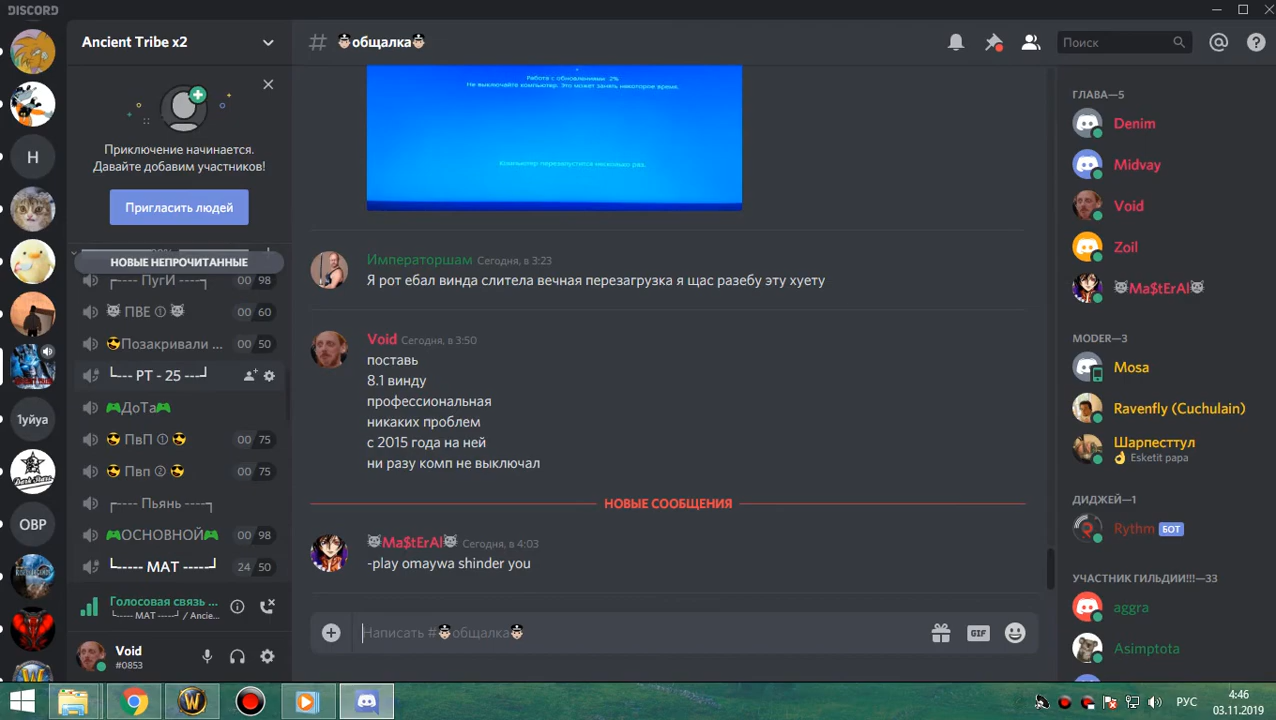 DISCORD
Ancient Tribe x2
Приключение начинается.
Давайте добавим участников!
Пригласить людей
НОВЫЕ НЕПРОЧИТАННЫЕ
┌---- ПугИ ----┐ 00 98
ПВЕ ① 00 60
Позакривали ... 00 50
└--- РТ - 25 ---┘
ДоТа
ПвП ① 00 75
Пвп ② 00 75
┌----- Пьянь -----┐
ОСНОВНОЙ 00 98
└----- МАТ -----┘ 24 50
Голосовая связь ...
└----- МАТ -----┘ / Ancie...
Void
#0853
Н
1уйуа
ОВР
# общалка
Поиск
Работа с обновлениями: 2%
Не выключайте компьютер. Это может занять некоторое время.
Компьютер перезапустится несколько раз.
Императоршам Сегодня, в 3:23
Я рот ебал винда слитела вечная перезагрузка я щас разебу эту хуету
Void Сегодня, в 3:50
поставь
8.1 винду
профессиональная
никаких проблем
с 2015 года на ней
ни разу комп не выключал
НОВЫЕ СООБЩЕНИЯ
Ma$tErAl Сегодня, в 4:03
-play omaywa shinder you
Написать #общалка
GIF
ГЛАВА—5
Denim
Midvay
Void
Zoil
Ma$tErAl
MODER—3
Mosa
Ravenfly (Cuchulain)
Шарпесттул
Esketit papa
ДИДЖЕЙ—1
Rythm БОТ
УЧАСТНИК ГИЛЬДИИ!!!—33
aggra
Asimptota
РУС
4:46
03.11.2019